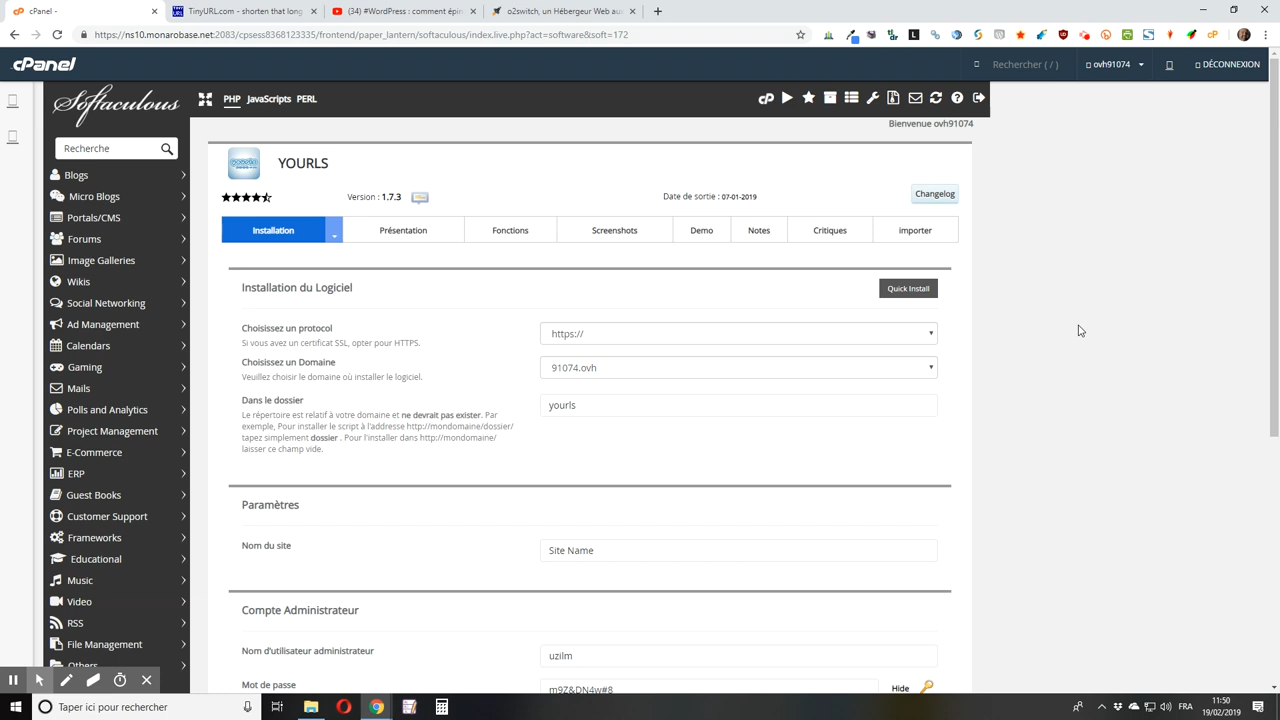 cPanel -
TinyURL.com - shorten that long
(34) #WordPress : comment épin
o2switch, un Hébergeur Web au
https://ns10.monarobase.net:2083/cpsess8368123335/frontend/paper_lantern/softaculous/index.live.php?act=software&soft=172
cPanel
Rechercher ( / )
ovh91074
DÉCONNEXION
Softaculous
PHP
JavaScripts
PERL
Bienvenue ovh91074
Recherche
Blogs
Micro Blogs
Portals/CMS
Forums
Image Galleries
Wikis
Social Networking
Ad Management
Calendars
Gaming
Mails
Polls and Analytics
Project Management
E-Commerce
ERP
Guest Books
Customer Support
Frameworks
Educational
Music
Video
RSS
File Management
Others
YOURLS
Version : 1.7.3
Date de sortie : 07-01-2019
Changelog
Installation
Présentation
Fonctions
Screenshots
Demo
Notes
Critiques
importer
Installation du Logiciel
Quick Install
Choisissez un protocol
Si vous avez un certificat SSL, opter pour HTTPS.
https://
Choisissez un Domaine
Veuillez choisir le domaine où installer le logiciel.
91074.ovh
Dans le dossier
Le répertoire est relatif à votre domaine et ne devrait pas exister. Par
exemple, Pour installer le script à l'addresse http://mondomaine/dossier/
tapez simplement dossier . Pour l'installer dans http://mondomaine/
laisser ce champ vide.
yourls
Paramètres
Nom du site
Site Name
Compte Administrateur
Nom d'utilisateur administrateur
uzilm
Mot de passe
m9Z&DN4w#8
Hide
Taper ici pour rechercher
FRA
11:50
19/02/2019